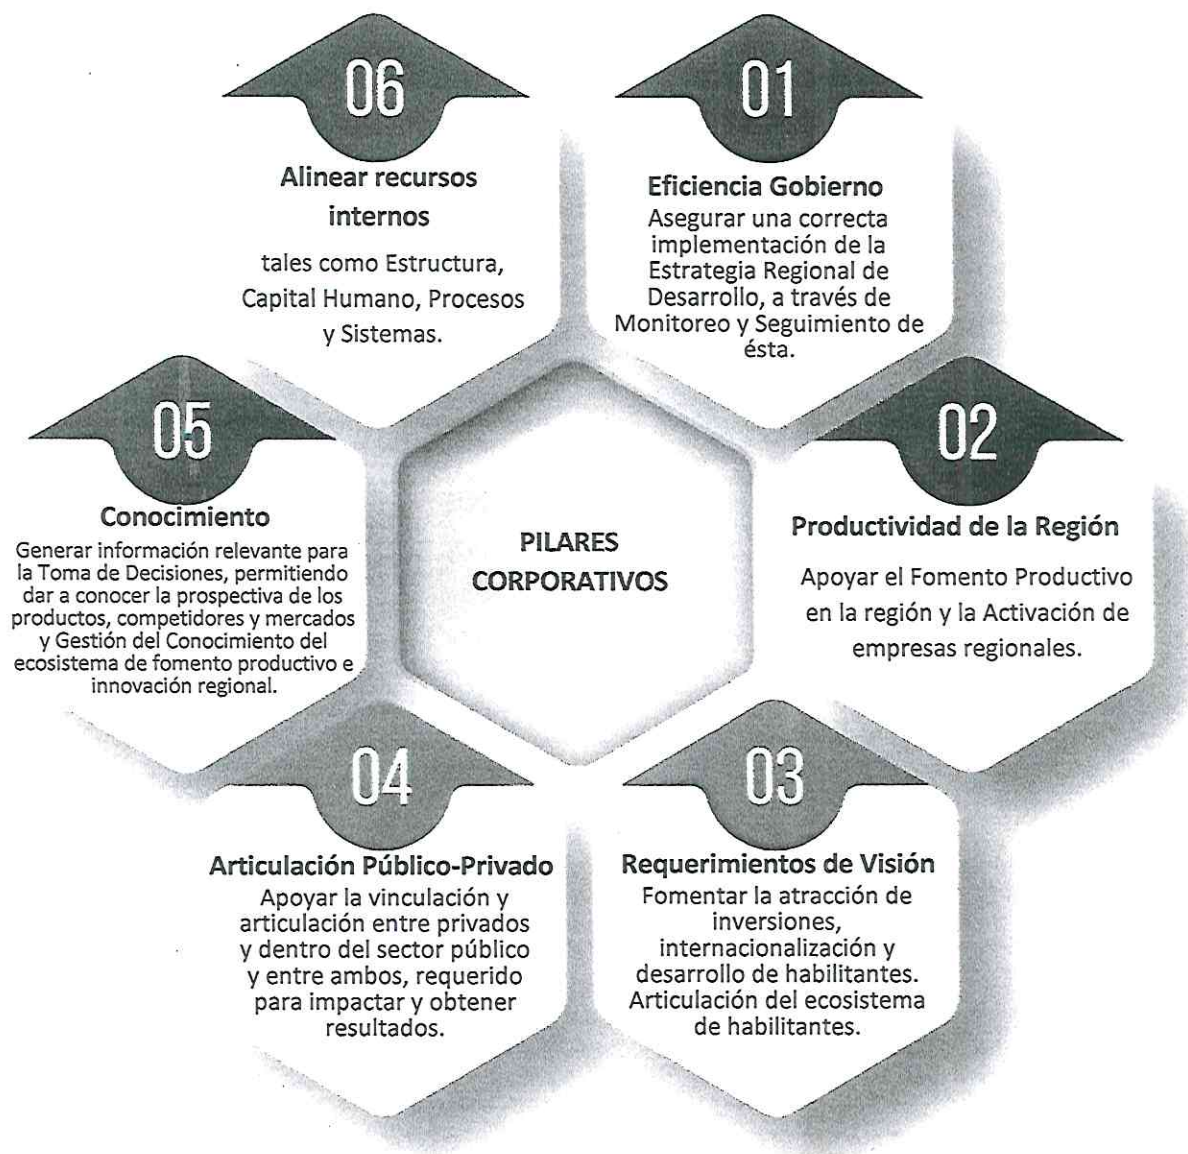 06
Alinear recursos
internos
tales como Estructura,
Capital Humano, Procesos
y Sistemas.
01
Eficiencia Gobierno
Asegurar una correcta
implementación de la
Estrategia Regional de
Desarrollo, a través de
Monitoreo y Seguimiento de
ésta.
05
Conocimiento
Generar información relevante para
la Toma de Decisiones, permitiendo
dar a conocer la prospectiva de los
productos, competidores y mercados
y Gestión del Conocimiento del
ecosistema de fomento productivo e
innovación regional.
PILARES
CORPORATIVOS
02
Productividad de la Región
Apoyar el Fomento Productivo
en la región y la Activación de
empresas regionales.
04
Articulación Público-Privado
Apoyar la vinculación y
articulación entre privados
y dentro del sector público
y entre ambos, requerido
para impactar y obtener
resultados.
03
Requerimientos de Visión
Fomentar la atracción de
inversiones,
internacionalización y
desarrollo de habilitantes.
Articulación del ecosistema
de habilitantes.